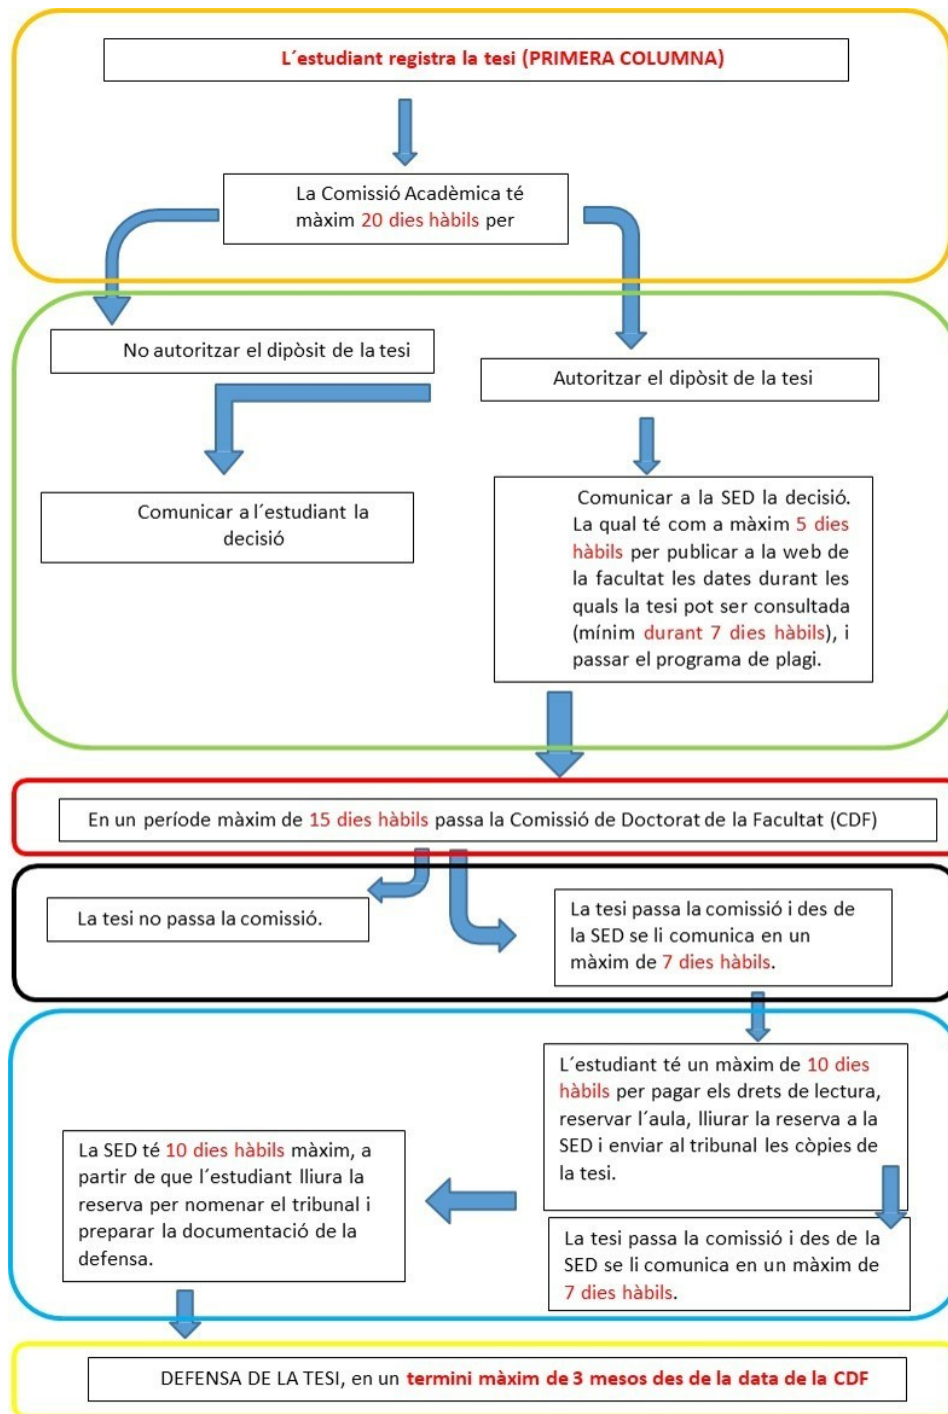 L´estudiant registra la tesi (PRIMERA COLUMNA)
La Comissió Acadèmica té
màxim 20 dies hàbils per
No autoritzar el dipòsit de la tesi
Autoritzar el dipòsit de la tesi
Comunicar a l´estudiant la
decisió
Comunicar a la SED la decisió.
La qual té com a màxim 5 dies
hàbils per publicar a la web de
la facultat les dates durant les
quals la tesi pot ser consultada
(mínim durant 7 dies hàbils), i
passar el programa de plagi.
En un període màxim de 15 dies hàbils passa la Comissió de Doctorat de la Facultat (CDF)
La tesi no passa la comissió.
La tesi passa la comissió i des de
la SED se li comunica en un
màxim de 7 dies hàbils.
L´estudiant té un màxim de 10 dies
hàbils per pagar els drets de lectura,
reservar l´aula, lliurar la reserva a la
SED i enviar al tribunal les còpies de
la tesi.
La tesi passa la comissió i des de la
SED se li comunica en un màxim de
7 dies hàbils.
La SED té 10 dies hàbils màxim, a
partir de que l´estudiant lliura la
reserva per nomenar el tribunal i
preparar la documentació de la
defensa.
DEFENSA DE LA TESI, en un termini màxim de 3 mesos des de la data de la CDF